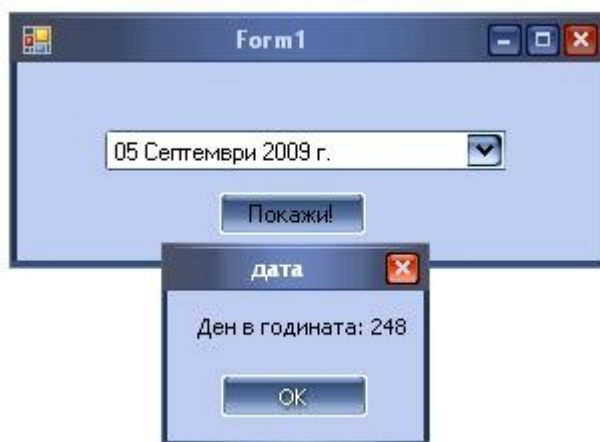 Form1
05 Септември 2009 г.
Покажи!
дата
Ден в годината: 248
OK